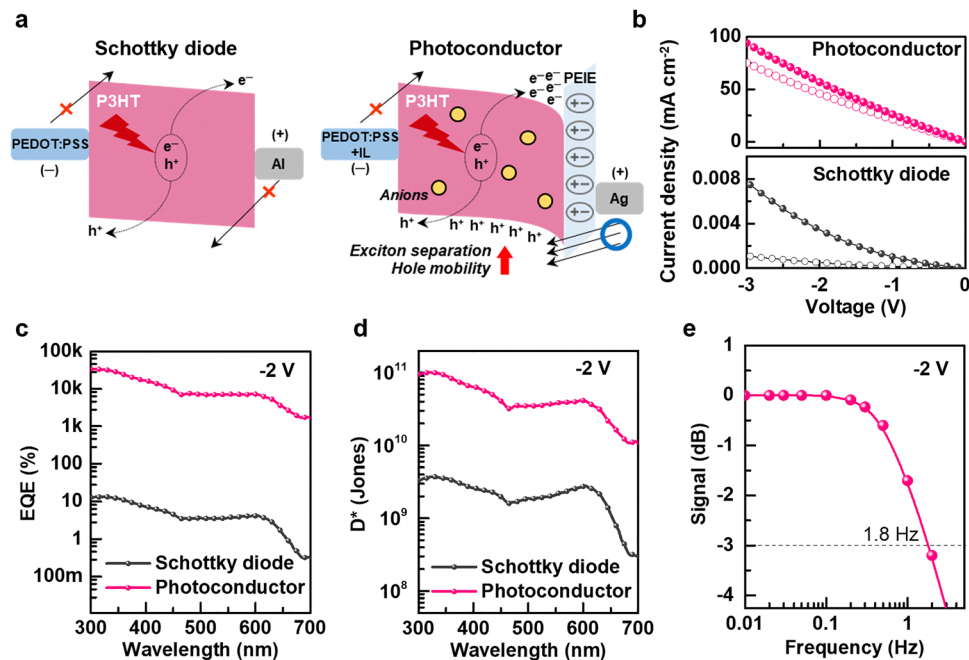 a
Schottky diode
e⁻
P3HT
PEDOT:PSS
(−)
e⁻
h⁺
(+)
Al
h⁺
Photoconductor
e⁻e⁻e⁻
e⁻ e⁻
PEIE
P3HT
PEDOT:PSS
+IL
(−)
e⁻
h⁺
Anions
(+)
Ag
h⁺
h⁺ h⁺ h⁺ h⁺ h⁺
Exciton separation
Hole mobility
b
Photoconductor
100
50
0
Schottky diode
0.008
0.004
0.000
Current density (mA cm⁻²)
-3 -2 -1 0
Voltage (V)
c
-2 V
100k
10k
1k
100
10
1
100m
EQE (%)
Schottky diode
Photoconductor
300 400 500 600 700
Wavelength (nm)
d
-2 V
10¹¹
10¹⁰
10⁹
10⁸
D* (Jones)
Schottky diode
Photoconductor
300 400 500 600 700
Wavelength (nm)
e
-2 V
1
0
-1
-2
-3
-4
Signal (dB)
1.8 Hz
0.01 0.1 1
Frequency (Hz)